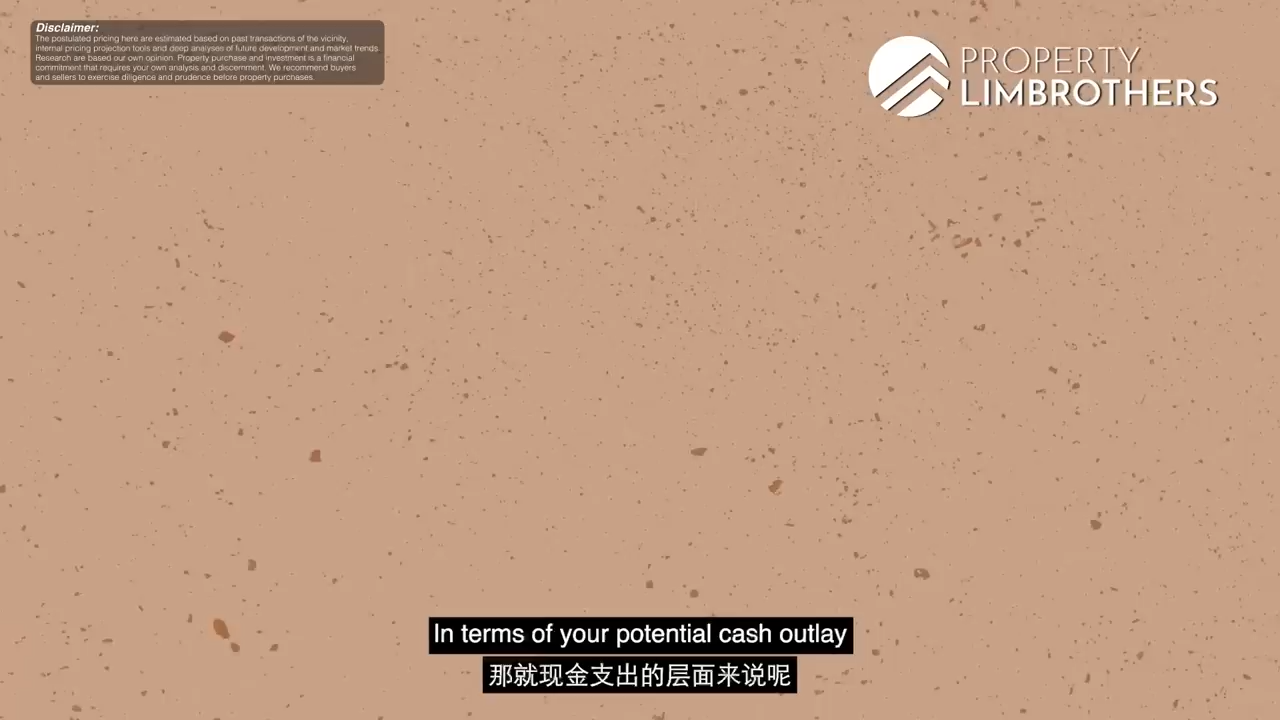 Disclaimer:
The postulated pricing here are estimated based on past transactions of the vicinity,
internal pricing projection tools and deep analyses of future development and market trends.
Research are based our own opinion. Property purchase and investment is a financial
commitment that requires your own analysis and discernment. We recommend buyers
and sellers to exercise diligence and prudence before property purchases.
PROPERTY
LIMBROTHERS
In terms of your potential cash outlay
那就现金支出的层面来说呢